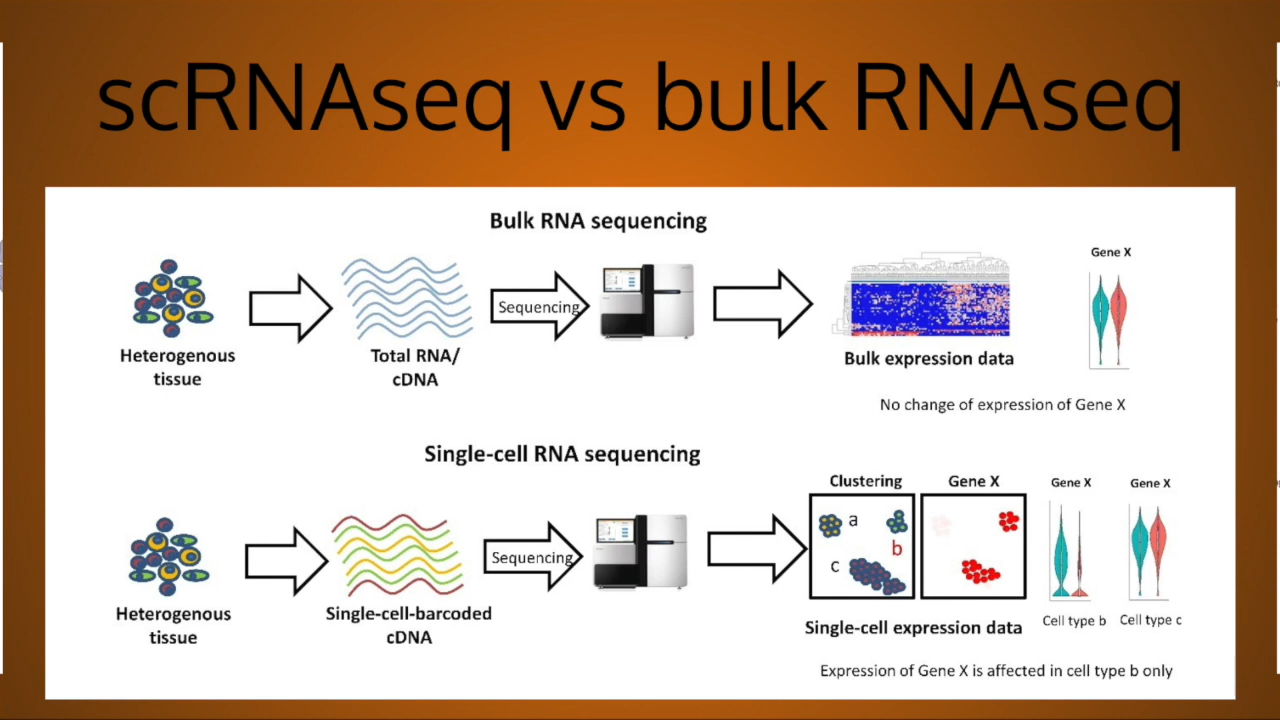 scRNAseq vs bulk RNAseq
Bulk RNA sequencing
Heterogenous
tissue
Total RNA/
cDNA
Sequencing
Bulk expression data
Gene X
No change of expression of Gene X
Single-cell RNA sequencing
Heterogenous
tissue
Single-cell-barcoded
cDNA
Sequencing
Clustering
a
b
c
Gene X
Single-cell expression data
Gene X
Cell type b
Gene X
Cell type c
Expression of Gene X is affected in cell type b only